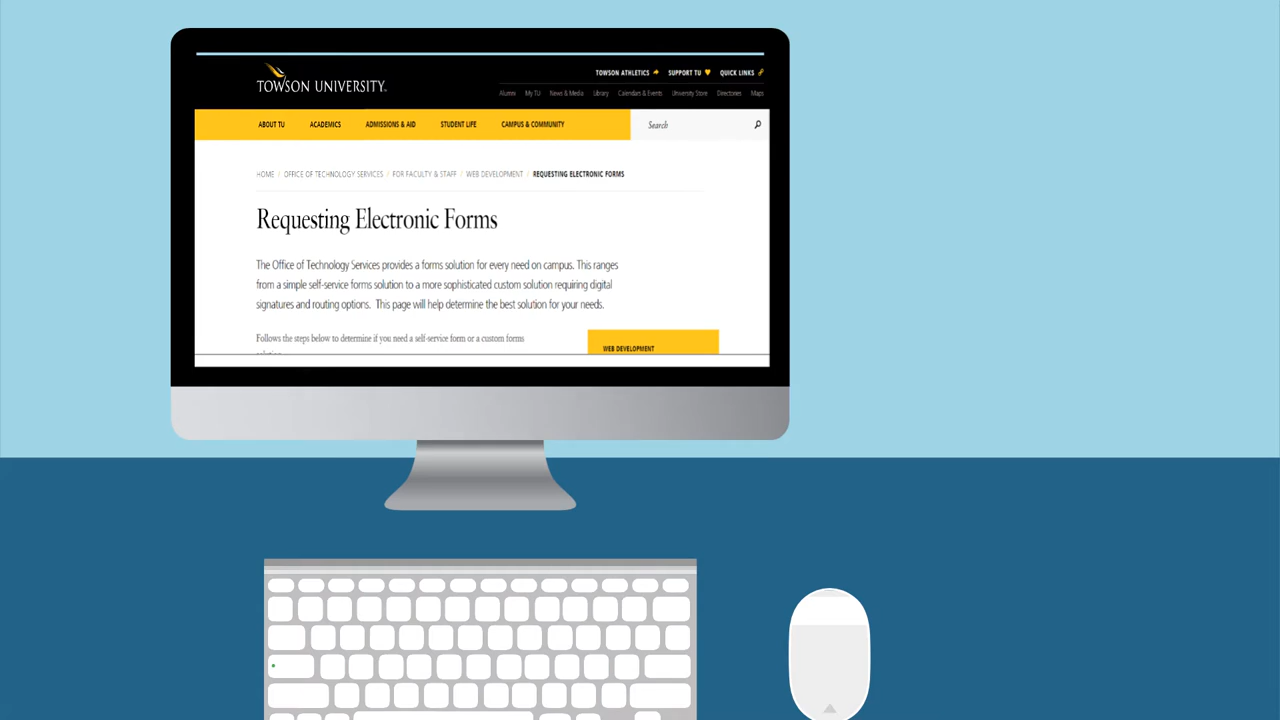 TOWSON UNIVERSITY.
TOWSON ATHLETICS SUPPORT TU QUICK LINKS
Alumni My TU News & Media Library Calendars & Events University Store Directories Maps
ABOUT TU ACADEMICS ADMISSIONS & AID STUDENT LIFE CAMPUS & COMMUNITY Search
HOME / OFFICE OF TECHNOLOGY SERVICES / FOR FACULTY & STAFF / WEB DEVELOPMENT / REQUESTING ELECTRONIC FORMS
Requesting Electronic Forms
The Office of Technology Services provides a forms solution for every need on campus. This ranges
from a simple self-service forms solution to a more sophisticated custom solution requiring digital
signatures and routing options. This page will help determine the best solution for your needs.
Follows the steps below to determine if you need a self-service form or a custom forms
WEB DEVELOPMENT